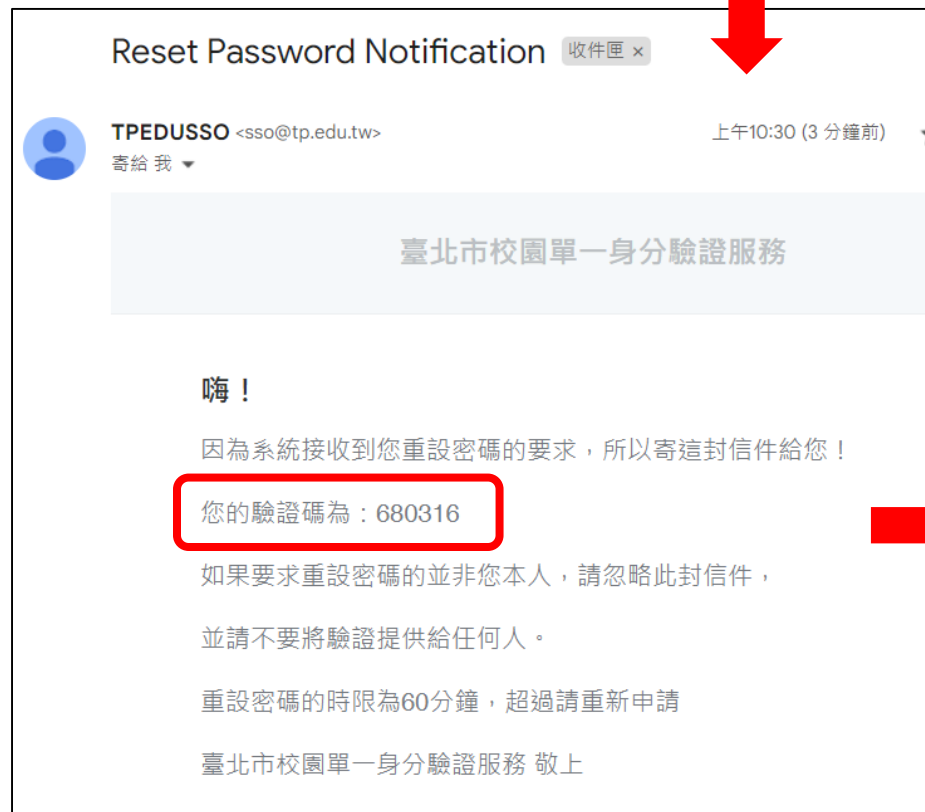 Reset Password Notification 收件匣 ×
TPEDUSSO <sso@tp.edu.tw> 上午10:30 (3 分鐘前)
寄給 我
臺北市校園單一身分驗證服務
嗨！
因為系統接收到您重設密碼的要求，所以寄這封信件給您！
您的驗證碼為：680316
如果要求重設密碼的並非您本人，請忽略此封信件，
並請不要將驗證提供給任何人。
重設密碼的時限為60分鐘，超過請重新申請
臺北市校園單一身分驗證服務 敬上